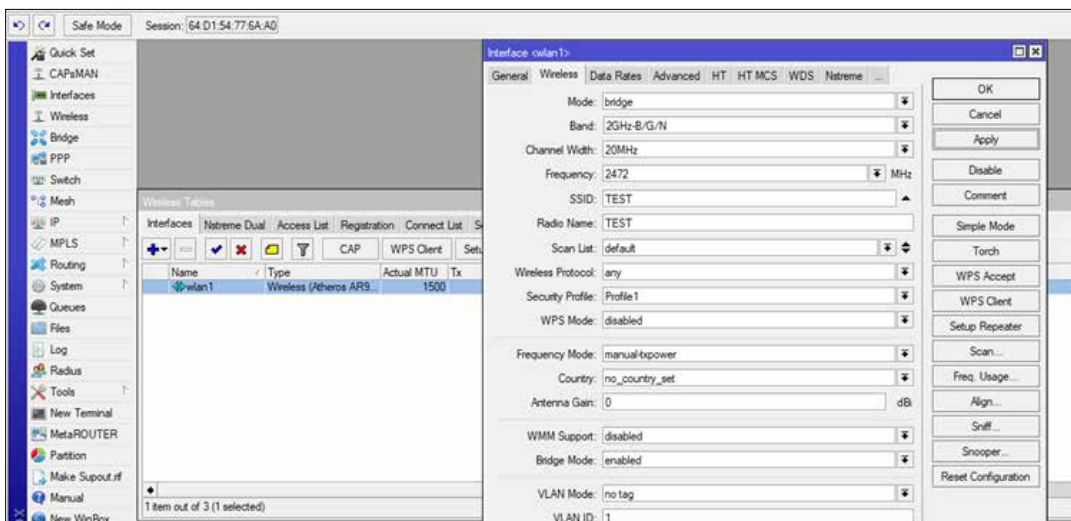 Safe Mode Session: 64:D1:54:77:6A:A0
Quick Set
CAPsMAN
Interfaces
Wireless
Bridge
PPP
Switch
Mesh
IP
MPLS
Routing
System
Queues
Files
Log
Radius
Tools
New Terminal
MetaROUTER
Partition
Make Supout.rif
Manual
New WinBox
Wireless Tables
Interfaces Nstreme Dual Access List Registration Connect List
CAP WPS Client
Name Type Actual MTU Tx
wlan1 Wireless (Atheros AR9... 1500
1 item out of 3 (1 selected)
Interface <wlan1>
General Wireless Data Rates Advanced HT HT MCS WDS Nstreme ...
Mode: bridge
Band: 2GHz-B/G/N
Channel Width: 20MHz
Frequency: 2472 MHz
SSID: TEST
Radio Name: TEST
Scan List: default
Wireless Protocol: any
Security Profile: Profile1
WPS Mode: disabled
Frequency Mode: manual-txpower
Country: no_country_set
Antenna Gain: 0 dBi
WMM Support: disabled
Bridge Mode: enabled
VLAN Mode: no tag
VLAN ID: 1
OK
Cancel
Apply
Disable
Comment
Simple Mode
Torch
WPS Accept
WPS Client
Setup Repeater
Scan...
Freq. Usage...
Align...
Sniff...
Snooper...
Reset Configuration